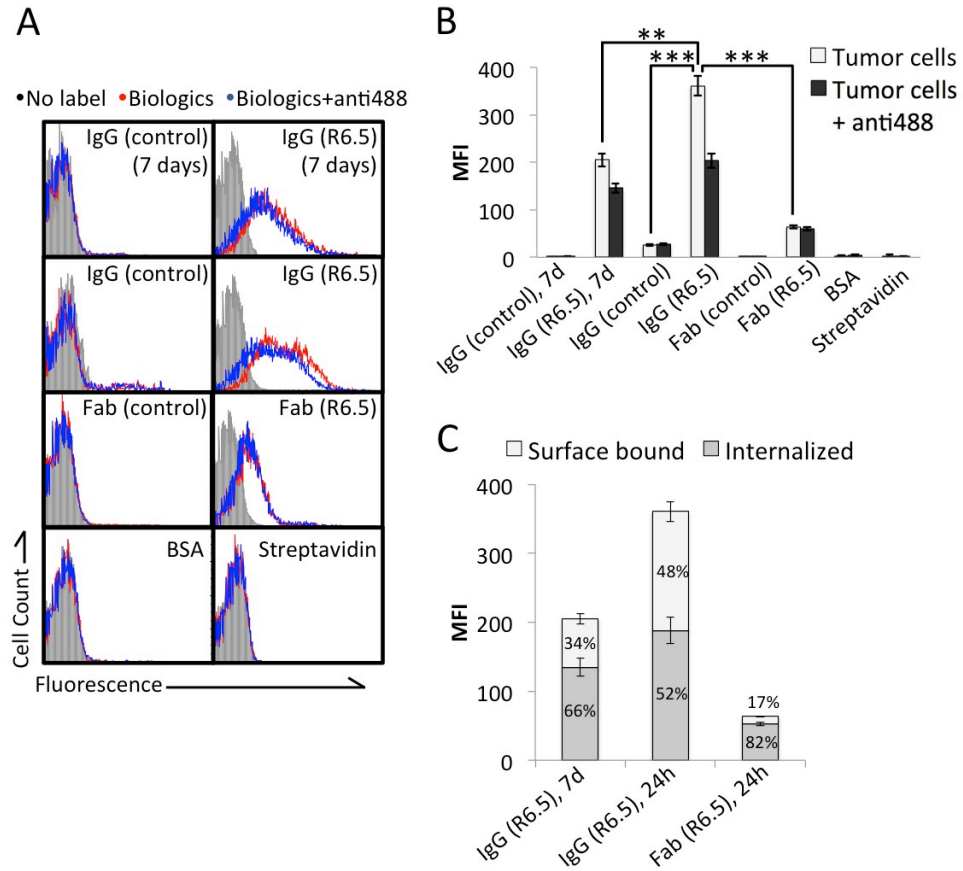 A
•No label •Biologics •Biologics+anti488
IgG (control)
(7 days)
IgG (R6.5)
(7 days)
IgG (control)
IgG (R6.5)
Fab (control)
Fab (R6.5)
BSA
Streptavidin
Cell Count
Fluorescence
B
**
***
***
Tumor cells
Tumor cells
+ anti488
MFI
400
300
200
100
0
IgG (control), 7d
IgG (R6.5), 7d
IgG (control)
IgG (R6.5)
Fab (control)
Fab (R6.5)
BSA
Streptavidin
C
Surface bound
Internalized
MFI
400
300
200
100
0
34%
66%
48%
52%
17%
82%
IgG (R6.5), 7d
IgG (R6.5), 24h
Fab (R6.5), 24h